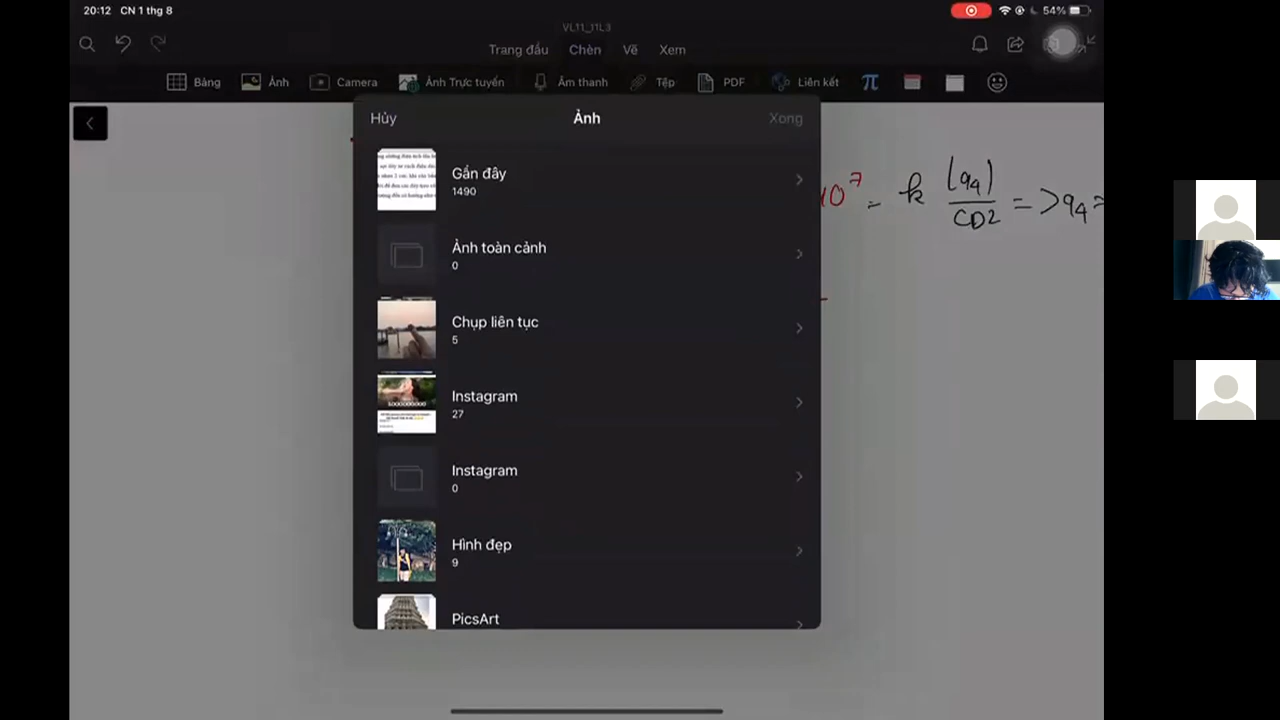 20:12 CN 1 thg 8
54%
VL11_11L3
Trang đầu Chèn Vẽ Xem
Bảng Ảnh Camera Ảnh Trực tuyến Âm thanh Tệp PDF Liên kết π
Hủy Ảnh Xong
Gần đây
1490
Ảnh toàn cảnh
0
Chụp liên tục
5
Instagram
27
Instagram
0
Hình đẹp
9
PicsArt
10⁷ = k |q₄| / CD2 => q₄ =